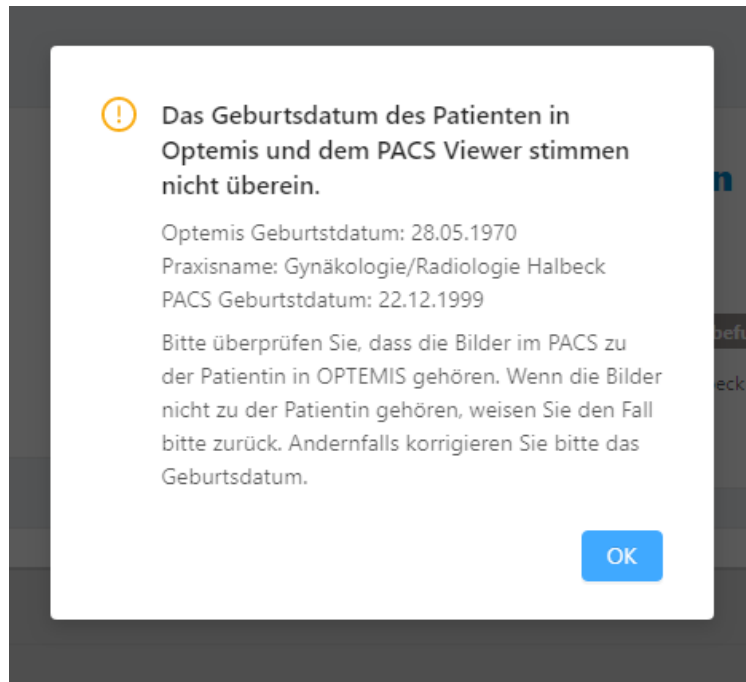 Das Geburtsdatum des Patienten in
Optemis und dem PACS Viewer stimmen
nicht überein.
Optemis Geburtstdatum: 28.05.1970
Praxisname: Gynäkologie/Radiologie Halbeck
PACS Geburtstdatum: 22.12.1999
Bitte überprüfen Sie, dass die Bilder im PACS zu
der Patientin in OPTEMIS gehören. Wenn die Bilder
nicht zu der Patientin gehören, weisen Sie den Fall
bitte zurück. Andernfalls korrigieren Sie bitte das
Geburtsdatum.
OK